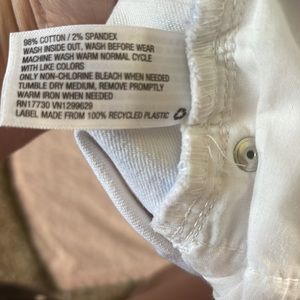 98% COTTON / 2% SPANDEX
WASH INSIDE OUT, WASH BEFORE WEAR
MACHINE WASH WARM NORMAL CYCLE
WITH LIKE COLORS
ONLY NON-CHLORINE BLEACH WHEN NEEDED
TUMBLE DRY MEDIUM, REMOVE PROMPTLY
WARM IRON WHEN NEEDED
RN17730 VN1299629
LABEL MADE FROM 100% RECYCLED PLASTIC